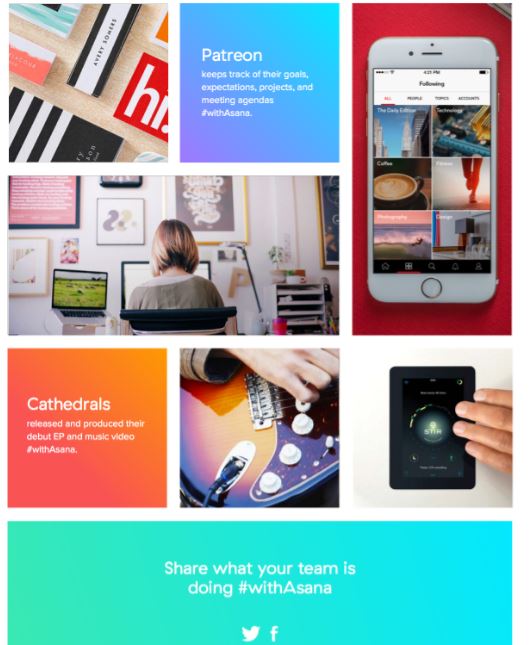 AVERY SOMERS
hi.
Patreon
keeps track of their goals,
expectations, projects, and
meeting agendas
#withAsana.
4:21 PM
Following
ALL PEOPLE TOPICS ACCOUNTS
The Daily Edition Technology
Coffee Fitness
Photography Design
Cathedrals
released and produced their
debut EP and music video
#withAsana.
STIR
Share what your team is
doing #withAsana